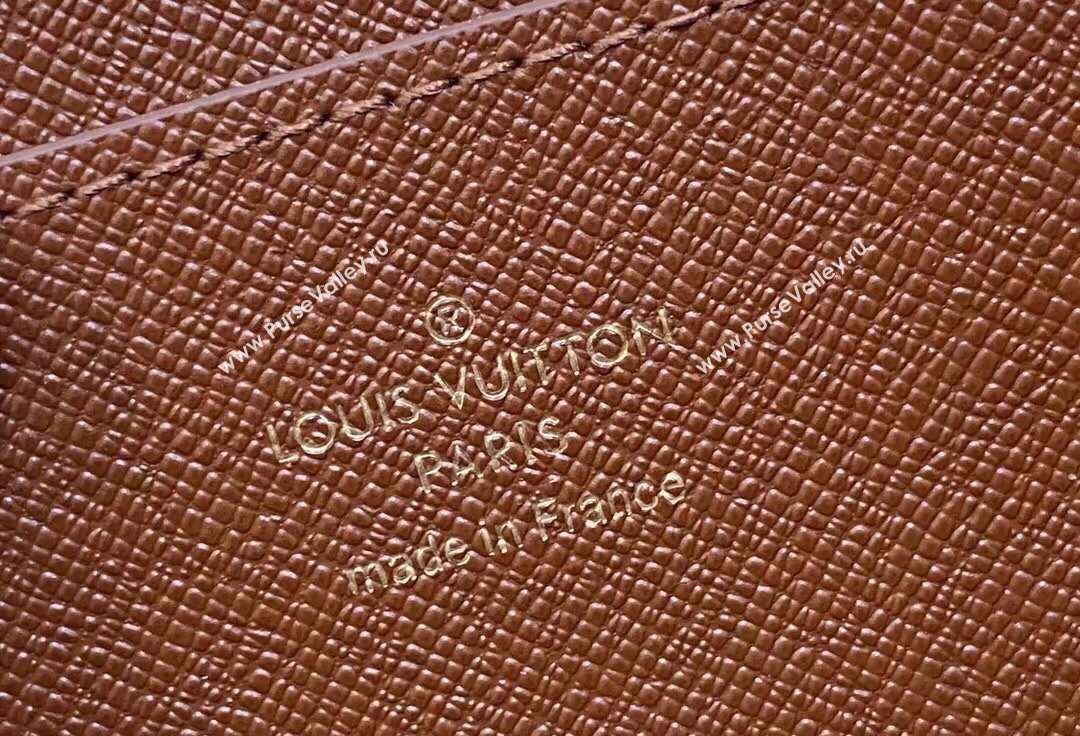 www.PurseValley.ru
www.PurseValley.ru
®
LOUIS VUITTON
PARIS
made in France